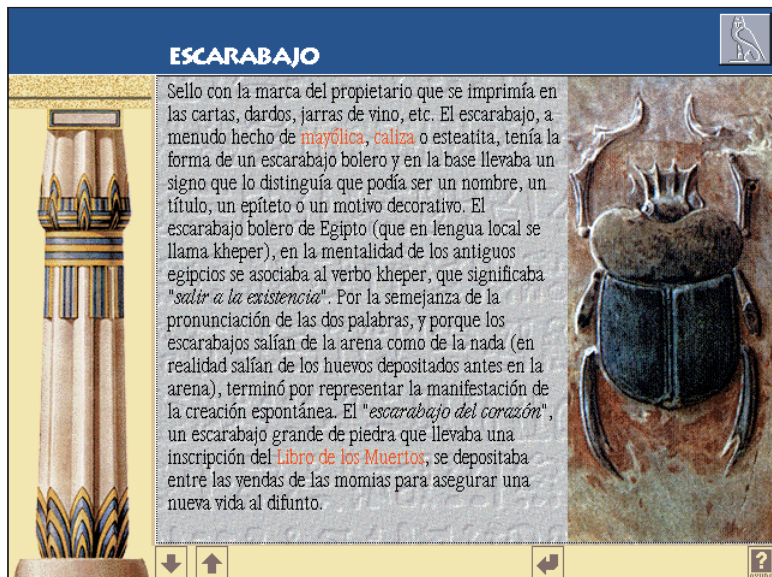 ESCARABAJO
Sello con la marca del propietario que se imprimía en
las cartas, dardos, jarras de vino, etc. El escarabajo, a
menudo hecho de mayólica, caliza o esteatita, tenía la
forma de un escarabajo bolero y en la base llevaba un
signo que lo distinguía que podía ser un nombre, un
título, un epíteto o un motivo decorativo. El
escarabajo bolero de Egipto (que en lengua local se
llama kheper), en la mentalidad de los antiguos
egipcios se asociaba al verbo kheper, que significaba
"salir a la existencia". Por la semejanza de la
pronunciación de las dos palabras, y porque los
escarabajos salían de la arena como de la nada (en
realidad salían de los huevos depositados antes en la
arena), terminó por representar la manifestación de
la creación espontánea. El "escarabajo del corazón",
un escarabajo grande de piedra que llevaba una
inscripción del Libro de los Muertos, se depositaba
entre las vendas de las momias para asegurar una
nueva vida al difunto.
?